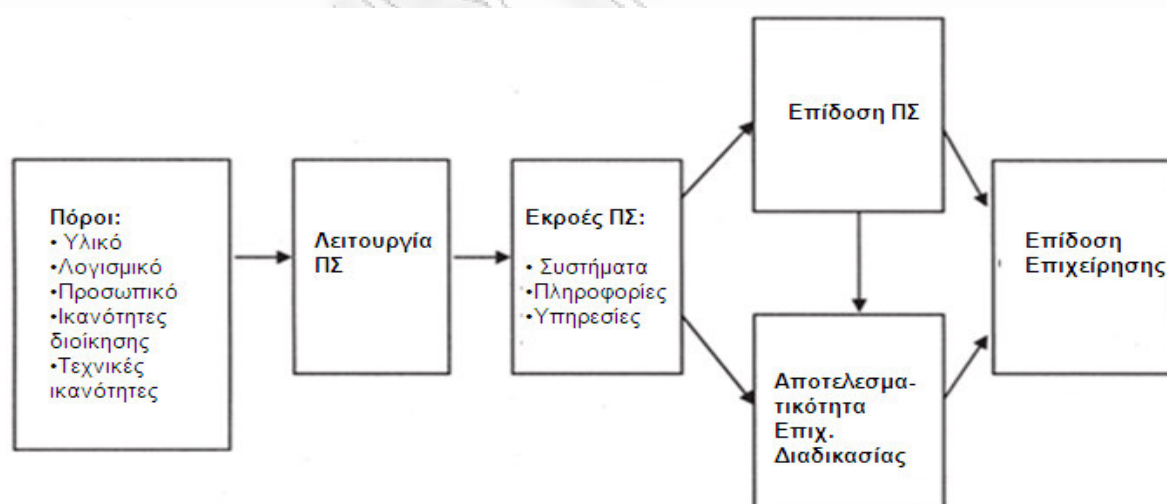 Πόροι:
• Υλικό
•Λογισμικό
•Προσωπικό
•Ικανότητες
διοίκησης
•Τεχνικές
ικανότητες
Λειτουργία
ΠΣ
Εκροές ΠΣ:
• Συστήματα
•Πληροφορίες
•Υπηρεσίες
Επίδοση ΠΣ
Αποτελεσμα-
τικότητα
Επιχ.
Διαδικασίας
Επίδοση
Επιχείρησης